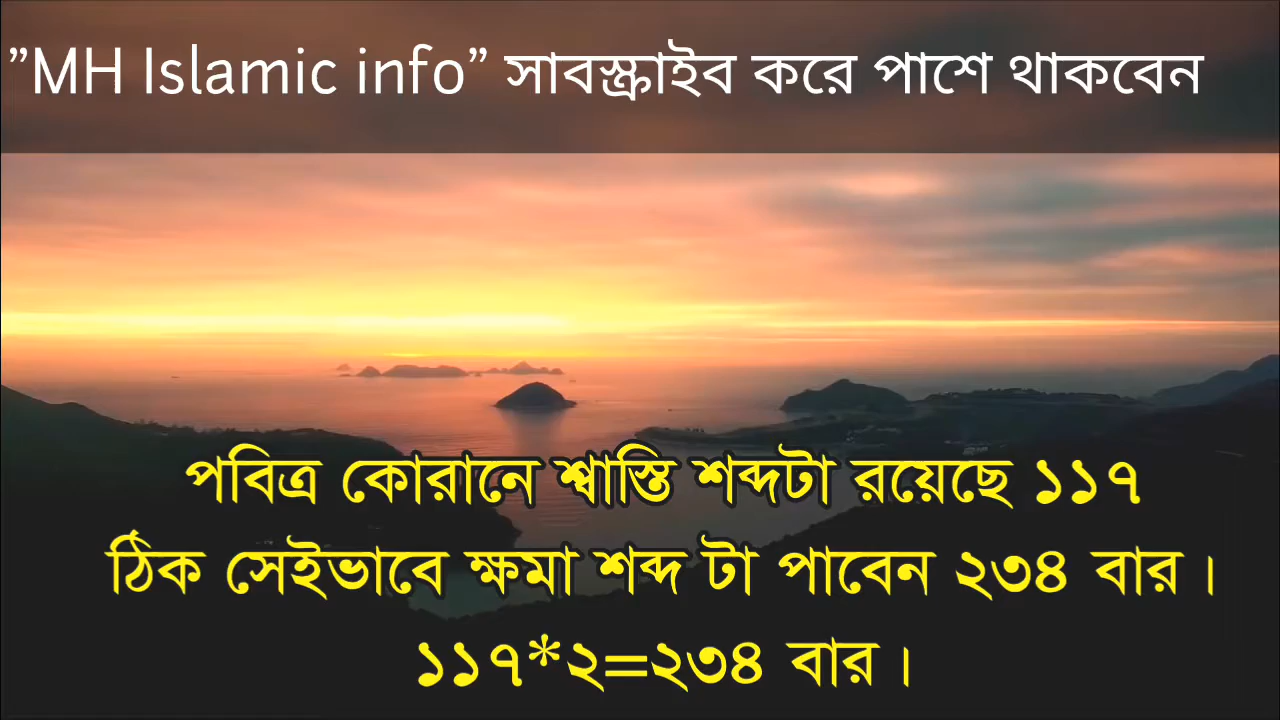 ”MH Islamic info” সাবস্ক্রাইব করে পাশে থাকবেন
পবিত্র কোরানে শ্বাস্তি শব্দটা রয়েছে ১১৭
ঠিক সেইভাবে ক্ষমা শব্দ টা পাবেন ২৩৪ বার।
১১৭*২=২৩৪ বার।